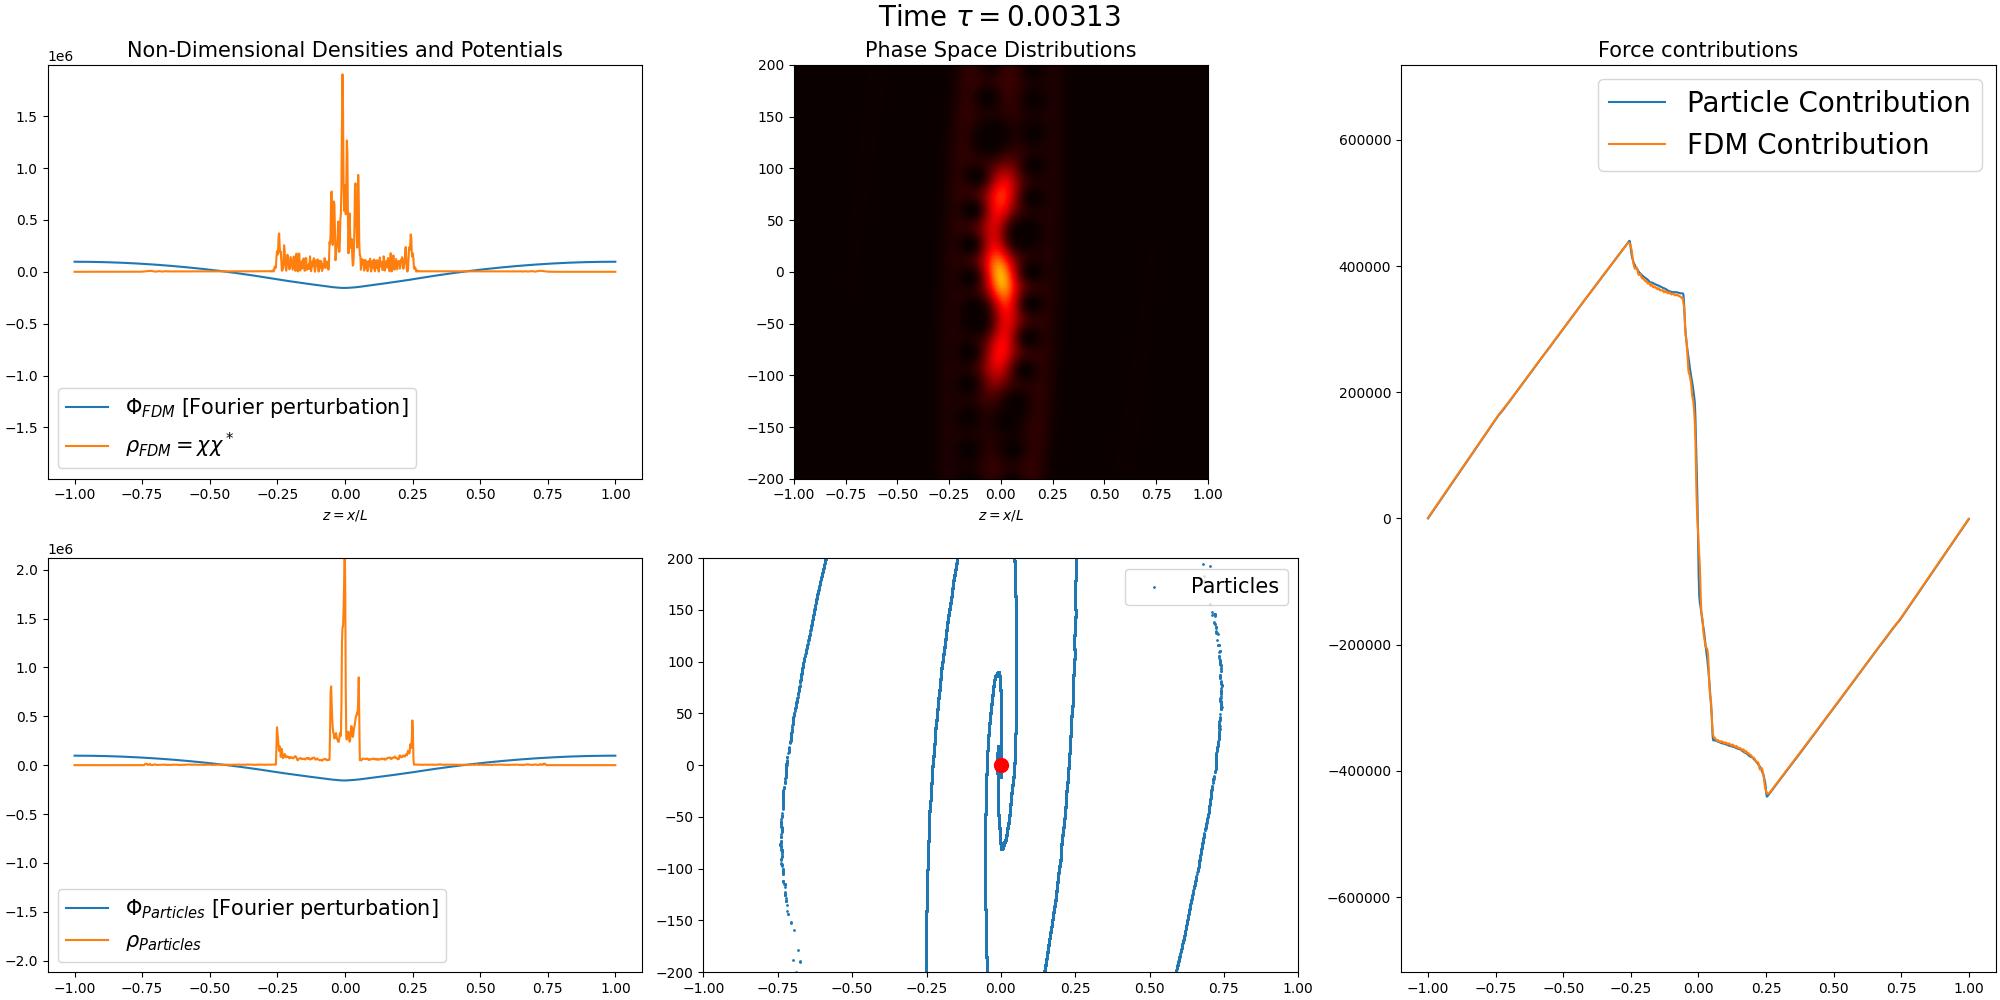 Time τ = 0.00313
Non-Dimensional Densities and Potentials
1e6
1.5
1.0
0.5
0.0
−0.5
−1.0
−1.5
Φ_FDM [Fourier perturbation]
ρ_FDM = χχ*
−1.00 −0.75 −0.50 −0.25 0.00 0.25 0.50 0.75 1.00
z = x/L
Phase Space Distributions
200
150
100
50
0
−50
−100
−150
−200
−1.00 −0.75 −0.50 −0.25 0.00 0.25 0.50 0.75 1.00
z = x/L
Force contributions
Particle Contribution
FDM Contribution
600000
400000
200000
0
−200000
−400000
−600000
−1.00 −0.75 −0.50 −0.25 0.00 0.25 0.50 0.75 1.00
1e6
2.0
1.5
1.0
0.5
0.0
−0.5
−1.0
−1.5
−2.0
Φ_Particles [Fourier perturbation]
ρ_Particles
−1.00 −0.75 −0.50 −0.25 0.00 0.25 0.50 0.75 1.00
Particles
200
150
100
50
0
−50
−100
−150
−200
−1.00 −0.75 −0.50 −0.25 0.00 0.25 0.50 0.75 1.00